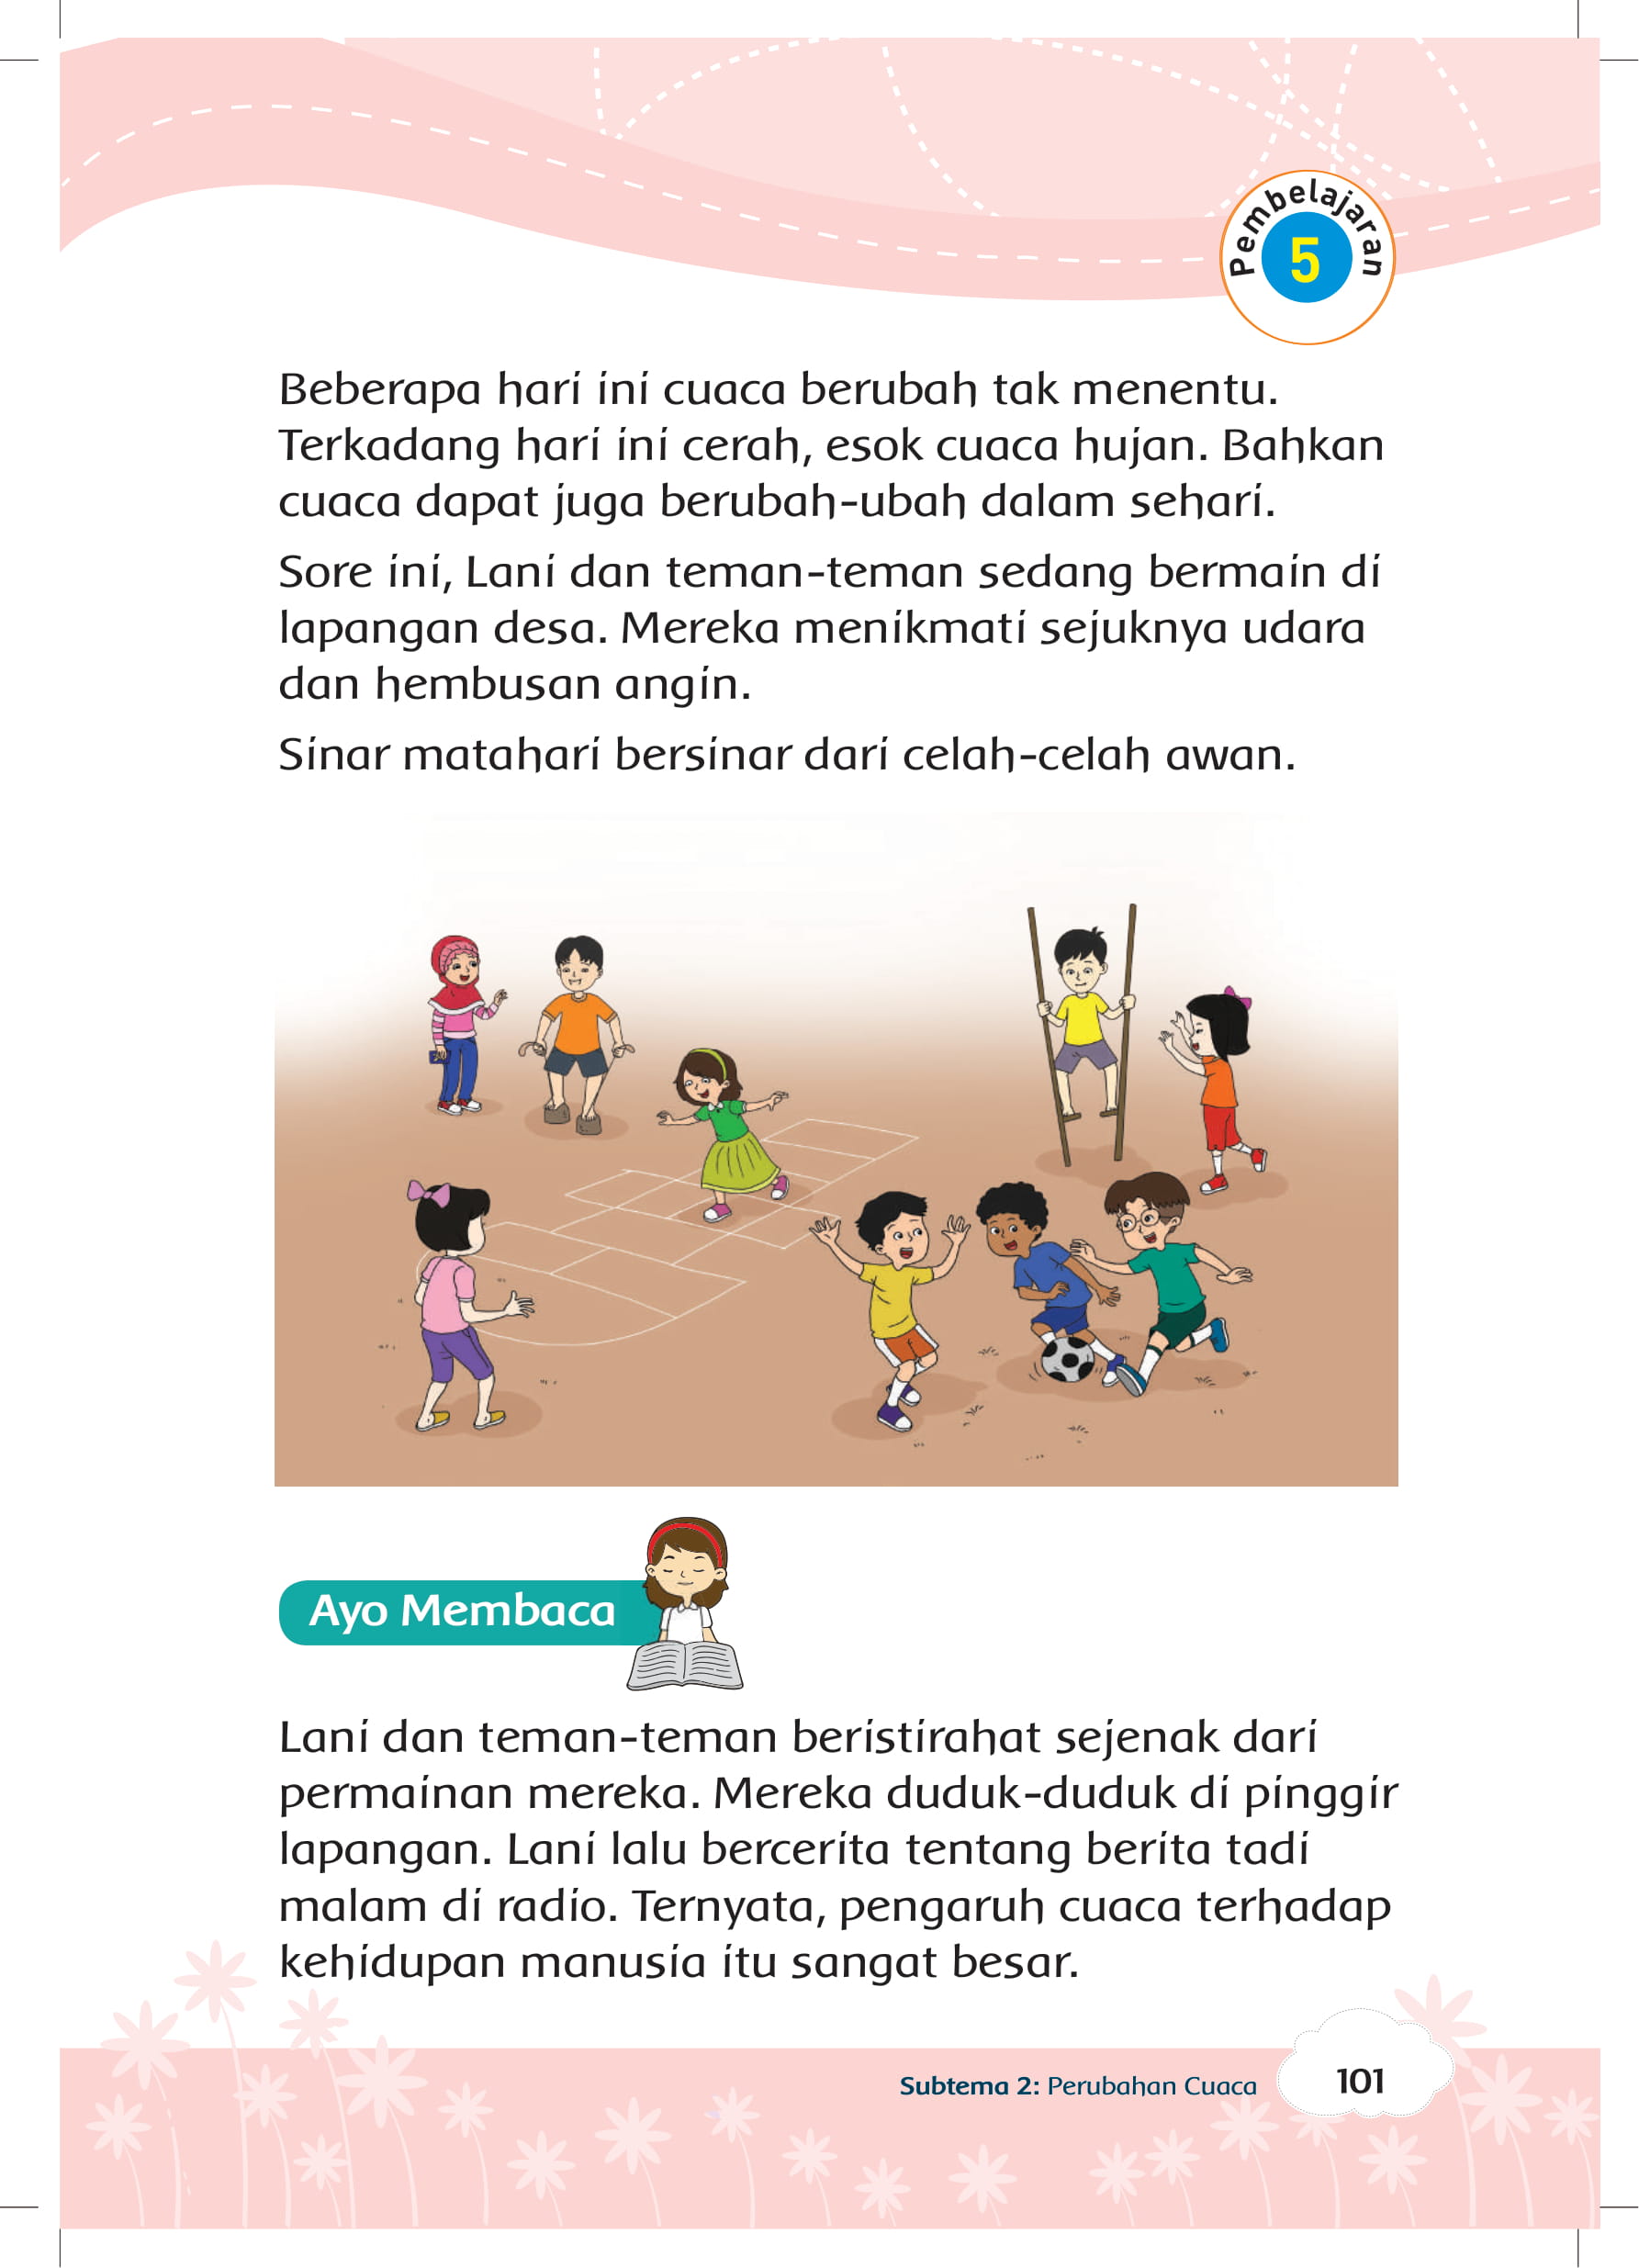 Pembelajaran
5
Beberapa hari ini cuaca berubah tak menentu.
Terkadang hari ini cerah, esok cuaca hujan. Bahkan
cuaca dapat juga berubah-ubah dalam sehari.
Sore ini, Lani dan teman-teman sedang bermain di
lapangan desa. Mereka menikmati sejuknya udara
dan hembusan angin.
Sinar matahari bersinar dari celah-celah awan.
Ayo Membaca
Lani dan teman-teman beristirahat sejenak dari
permainan mereka. Mereka duduk-duduk di pinggir
lapangan. Lani lalu bercerita tentang berita tadi
malam di radio. Ternyata, pengaruh cuaca terhadap
kehidupan manusia itu sangat besar.
Subtema 2: Perubahan Cuaca
101